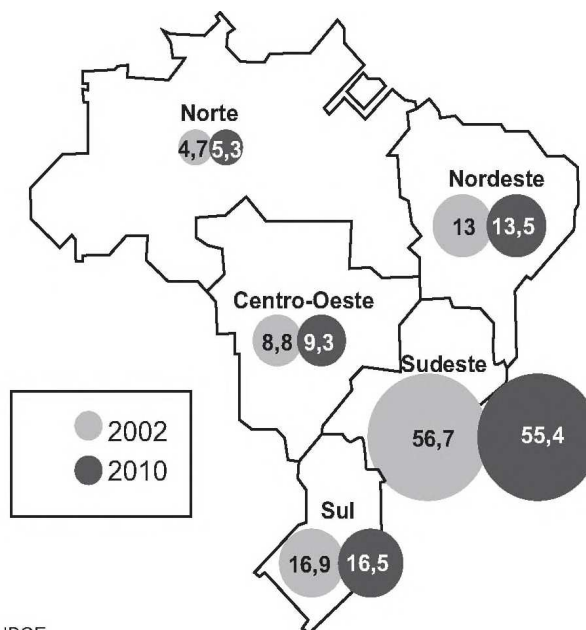 Norte
4,7 5,3
Nordeste
13 13,5
Centro-Oeste
8,8 9,3
Sudeste
56,7 55,4
2002
2010
Sul
16,9 16,5